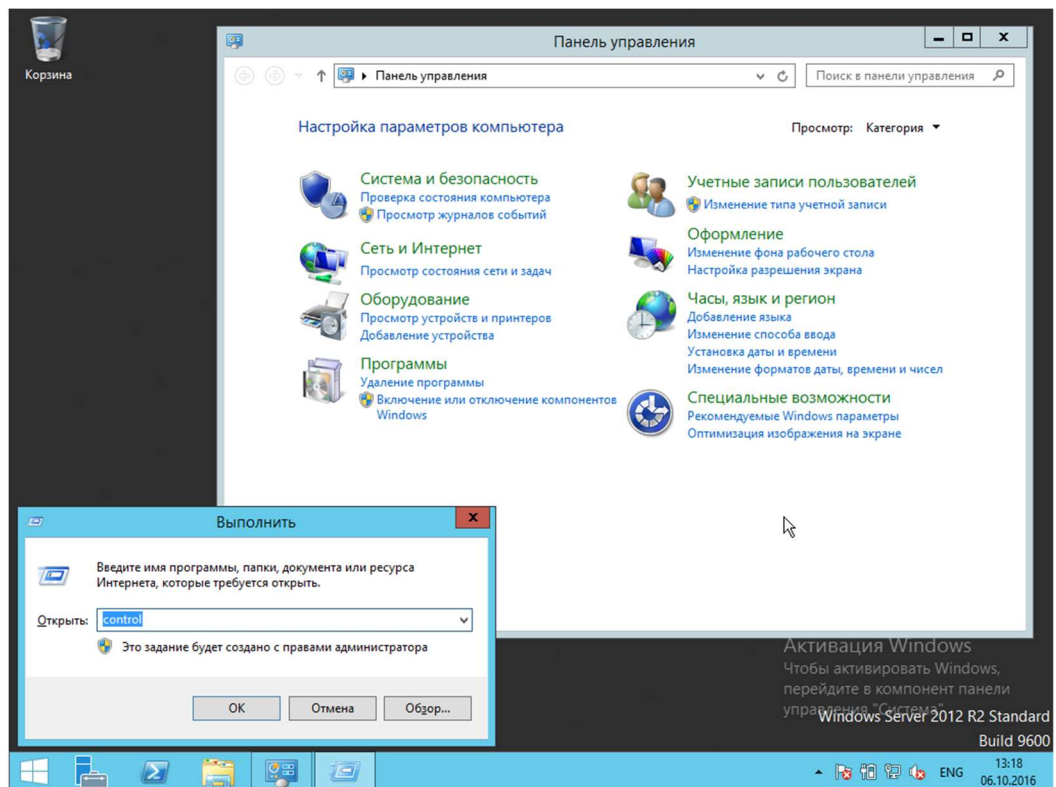 Корзина
Панель управления
Панель управления
Поиск в панели управления
Настройка параметров компьютера
Просмотр: Категория
Система и безопасность
Проверка состояния компьютера
Просмотр журналов событий
Сеть и Интернет
Просмотр состояния сети и задач
Оборудование
Просмотр устройств и принтеров
Добавление устройства
Программы
Удаление программы
Включение или отключение компонентов
Windows
Учетные записи пользователей
Изменение типа учетной записи
Оформление
Изменение фона рабочего стола
Настройка разрешения экрана
Часы, язык и регион
Добавление языка
Изменение способа ввода
Установка даты и времени
Изменение форматов даты, времени и чисел
Специальные возможности
Рекомендуемые Windows параметры
Оптимизация изображения на экране
Выполнить
Введите имя программы, папки, документа или ресурса
Интернета, которые требуется открыть.
Открыть: control
Это задание будет создано с правами администратора
ОК Отмена Обзор...
Активация Windows
Чтобы активировать Windows,
перейдите в компонент панели
управления "Система".
Windows Server 2012 R2 Standard
Build 9600
ENG
13:18
06.10.2016